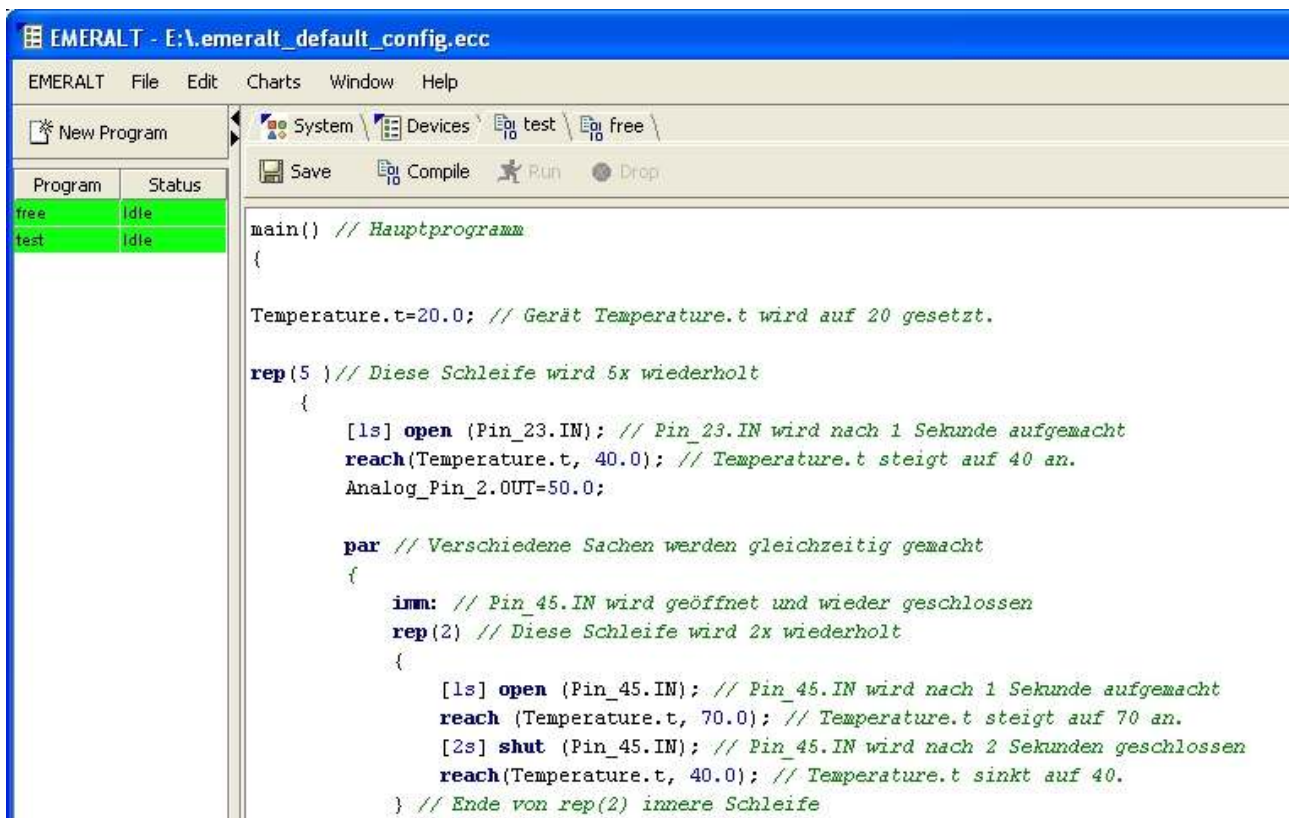 EMERALT - E:\.emeralt_default_config.ecc
EMERALT File Edit Charts Window Help
New Program
System \ Devices \ test \ free \
Save Compile Run Drop
Program Status
free Idle
test Idle
main() // Hauptprogramm
{
Temperature.t=20.0; // Gerät Temperature.t wird auf 20 gesetzt.
rep(5 )// Diese Schleife wird 5x wiederholt
{
[1s] open (Pin_23.IN); // Pin_23.IN wird nach 1 Sekunde aufgemacht
reach(Temperature.t, 40.0); // Temperature.t steigt auf 40 an.
Analog_Pin_2.OUT=50.0;
par // Verschiedene Sachen werden gleichzeitig gemacht
{
imm: // Pin_45.IN wird geöffnet und wieder geschlossen
rep(2) // Diese Schleife wird 2x wiederholt
{
[1s] open (Pin_45.IN); // Pin_45.IN wird nach 1 Sekunde aufgemacht
reach (Temperature.t, 70.0); // Temperature.t steigt auf 70 an.
[2s] shut (Pin_45.IN); // Pin_45.IN wird nach 2 Sekunden geschlossen
reach(Temperature.t, 40.0); // Temperature.t sinkt auf 40.
} // Ende von rep(2) innere Schleife